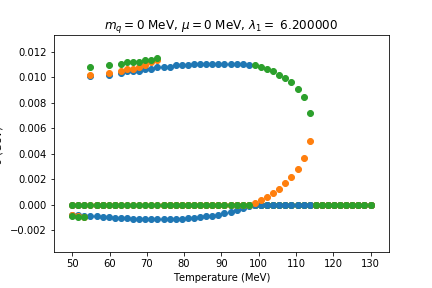 $m_q = 0$ MeV, $\mu = 0$ MeV, $\lambda_1 =$ 6.200000
0.012
0.010
0.008
0.006
0.004
0.002
0.000
−0.002
50 60 70 80 90 100 110 120 130
Temperature (MeV)